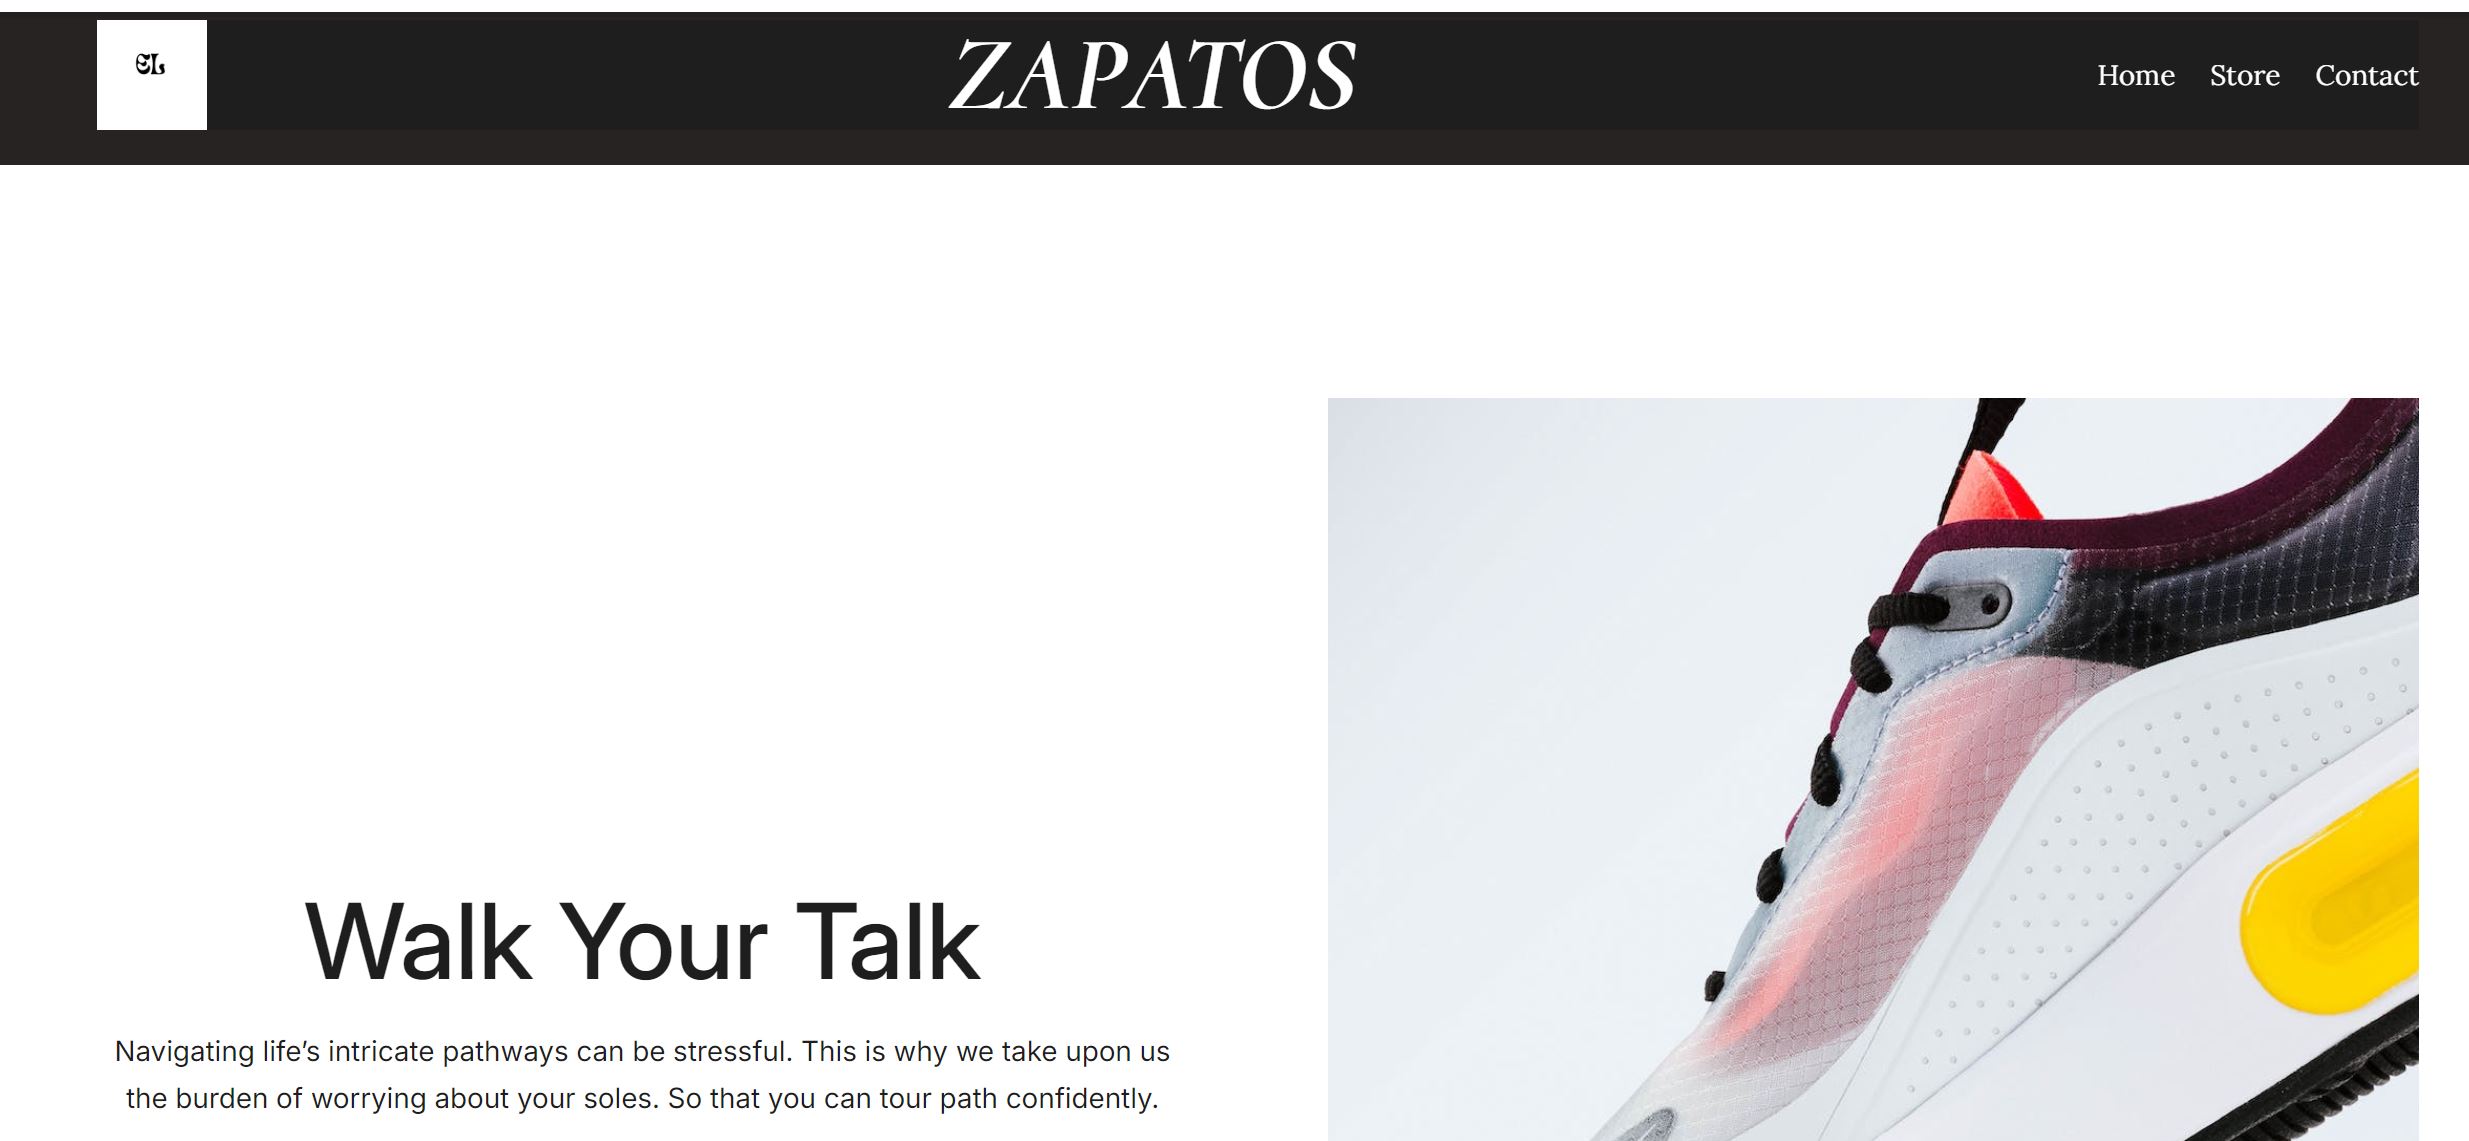 EL
ZAPATOS
Home Store Contact
Walk Your Talk
Navigating life’s intricate pathways can be stressful. This is why we take upon us
the burden of worrying about your soles. So that you can tour path confidently.